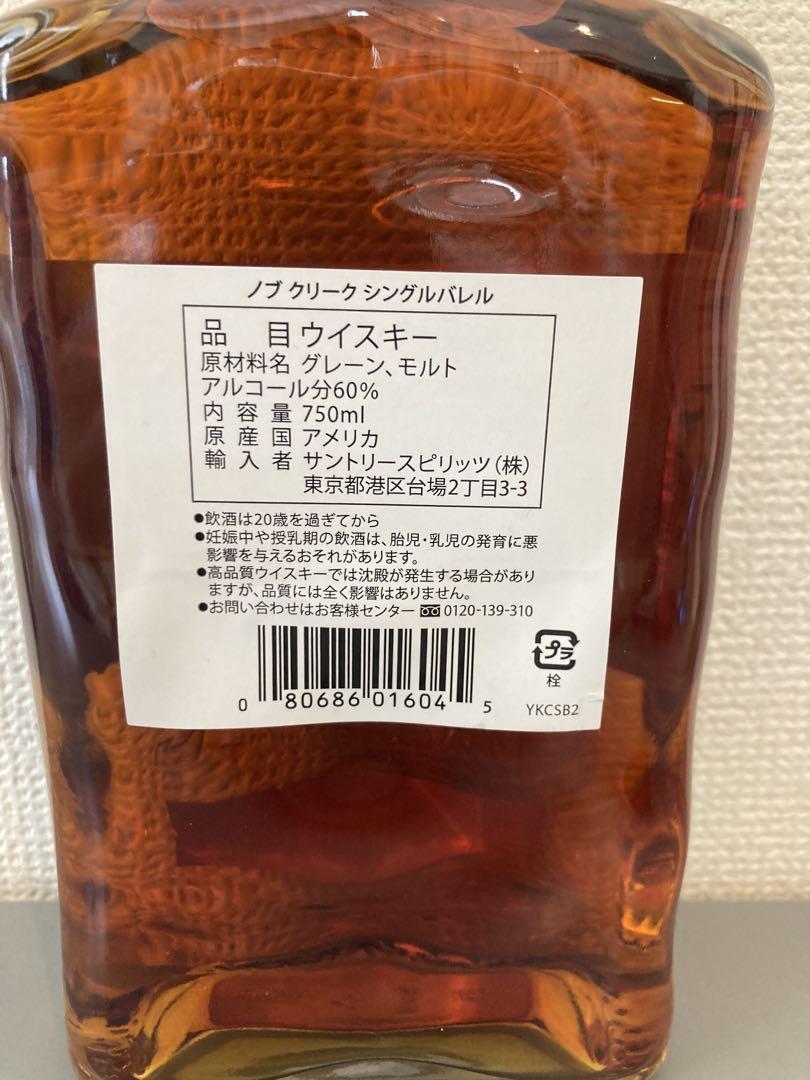 ノブ クリーク シングルバレル
品 目 ウイスキー
原材料名 グレーン、モルト
アルコール分60%
内容量 750ml
原産国 アメリカ
輸入者 サントリースピリッツ(株)
東京都港区台場2丁目3-3
●飲酒は20歳を過ぎてから
●妊娠中や授乳期の飲酒は、胎児・乳児の発育に悪
影響を与えるおそれがあります。
●高品質ウイスキーでは沈殿が発生する場合があり
ますが、品質には全く影響はありません。
●お問い合わせはお客様センター 0120-139-310
0 80686 01604 5
プラ
栓
YKCSB2